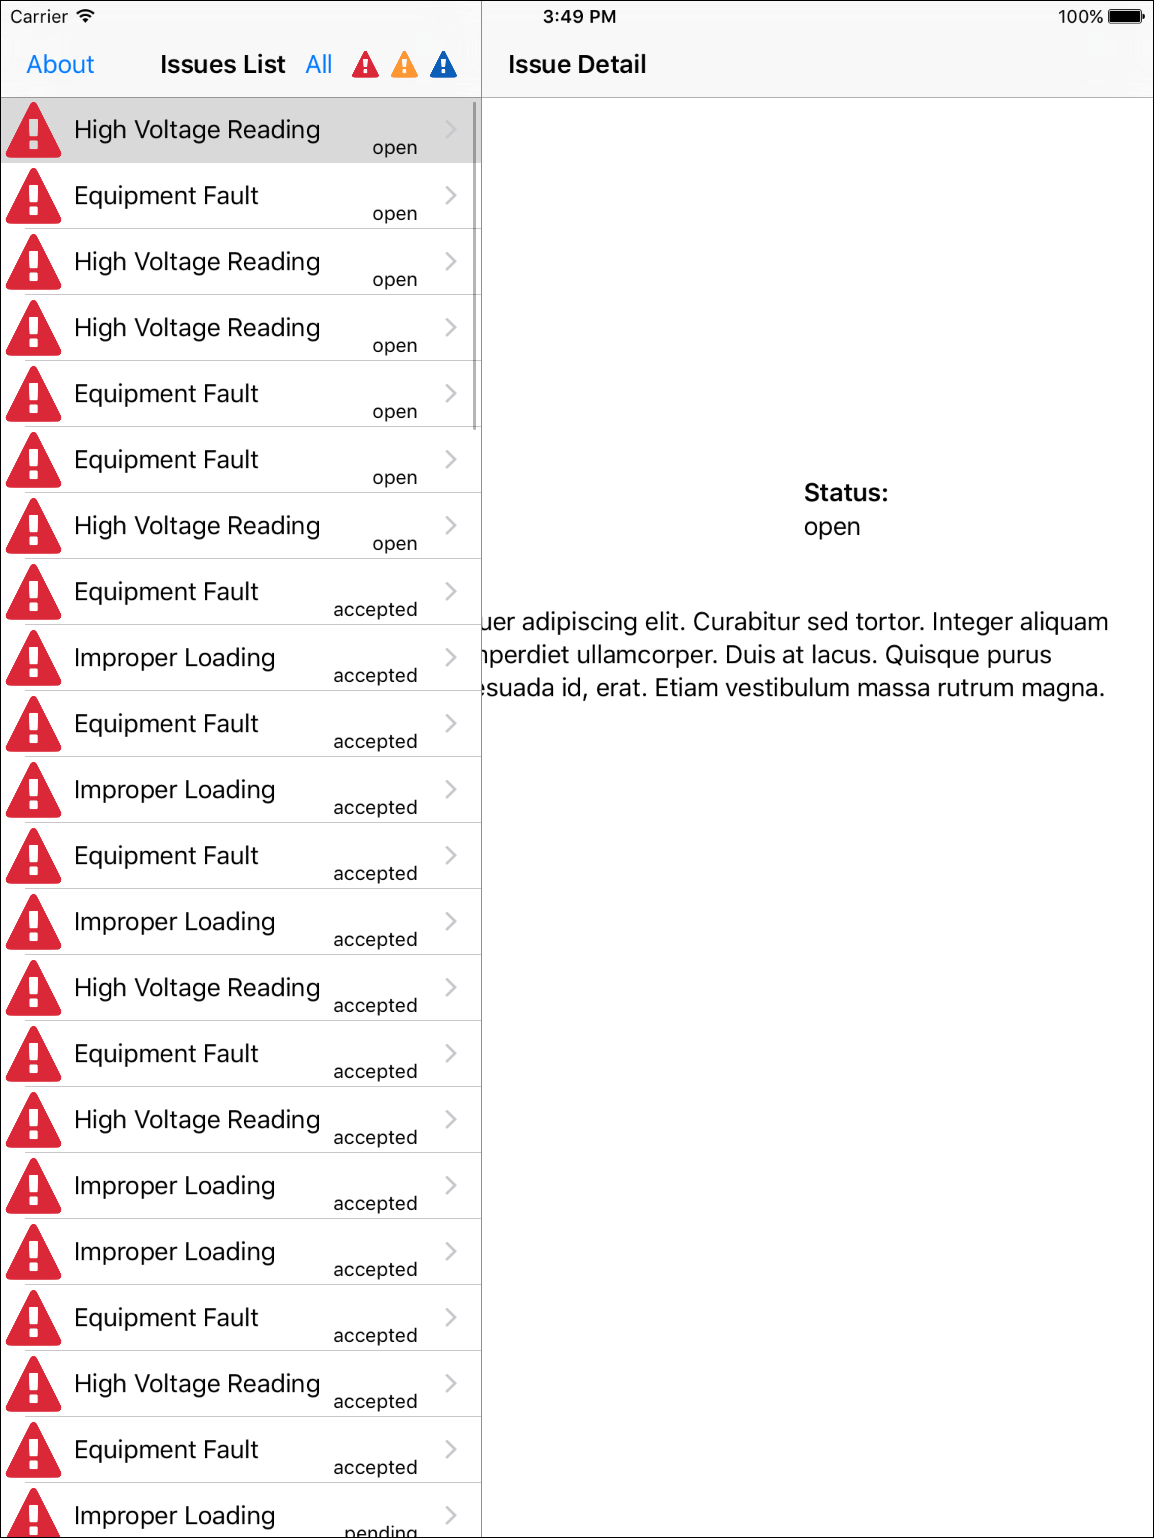 Carrier 3:49 PM 100%
About Issues List All Issue Detail
High Voltage Reading
open
Equipment Fault
open
High Voltage Reading
open
High Voltage Reading
open
Equipment Fault
open
Equipment Fault
open
High Voltage Reading
open
Equipment Fault
accepted
Improper Loading
accepted
Equipment Fault
accepted
Improper Loading
accepted
Equipment Fault
accepted
Improper Loading
accepted
High Voltage Reading
accepted
Equipment Fault
accepted
High Voltage Reading
accepted
Improper Loading
accepted
Improper Loading
accepted
Equipment Fault
accepted
High Voltage Reading
accepted
Equipment Fault
accepted
Improper Loading
pending
Status:
open
uer adipiscing elit. Curabitur sed tortor. Integer aliquam
mperdiet ullamcorper. Duis at lacus. Quisque purus
esuada id, erat. Etiam vestibulum massa rutrum magna.